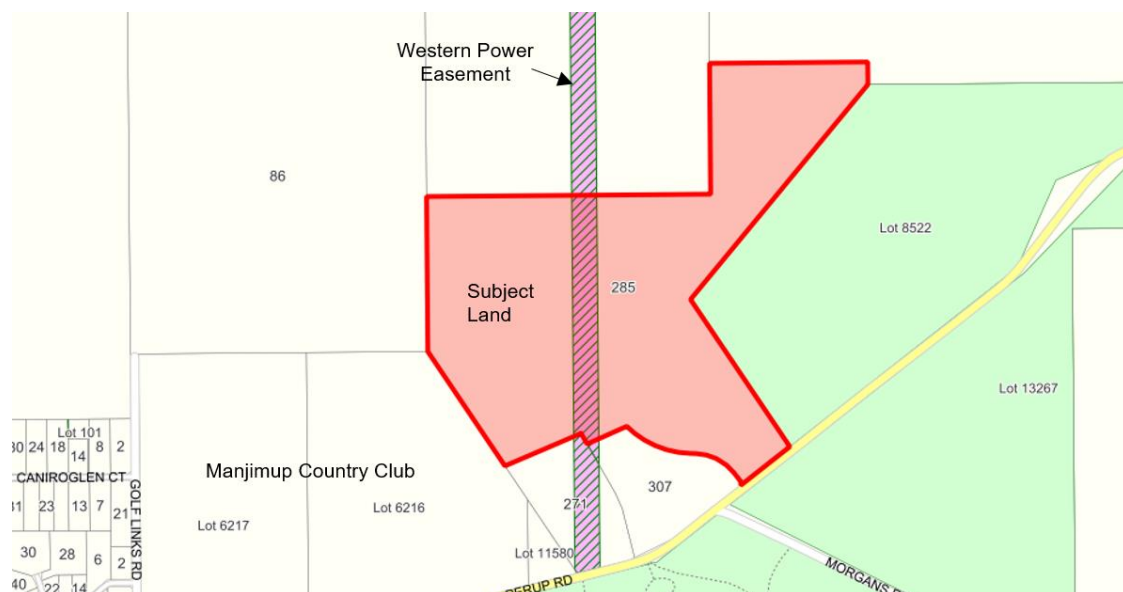 Western Power
Easement
86
Lot 8522
285
Subject
Land
Lot 13267
30 24 18 Lot 101 14 8 2
CANIROGLEN CT
Manjimup Country Club
GOLF LINKS RD
23 13 7 21
307
271
Lot 6216
Lot 6217
30 28 6 2
Lot 11580
40 22 14
PERUP RD
MORGANS